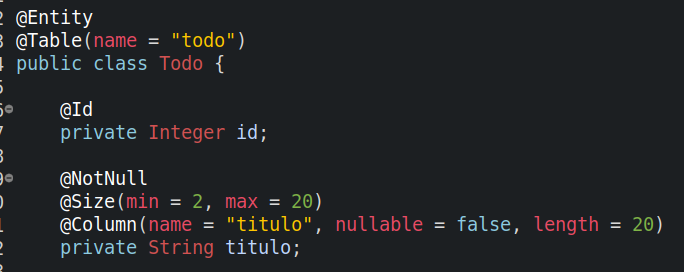 @Entity
@Table(name = "todo")
public class Todo {
@Id
private Integer id;
@NotNull
@Size(min = 2, max = 20)
@Column(name = "titulo", nullable = false, length = 20)
private String titulo;